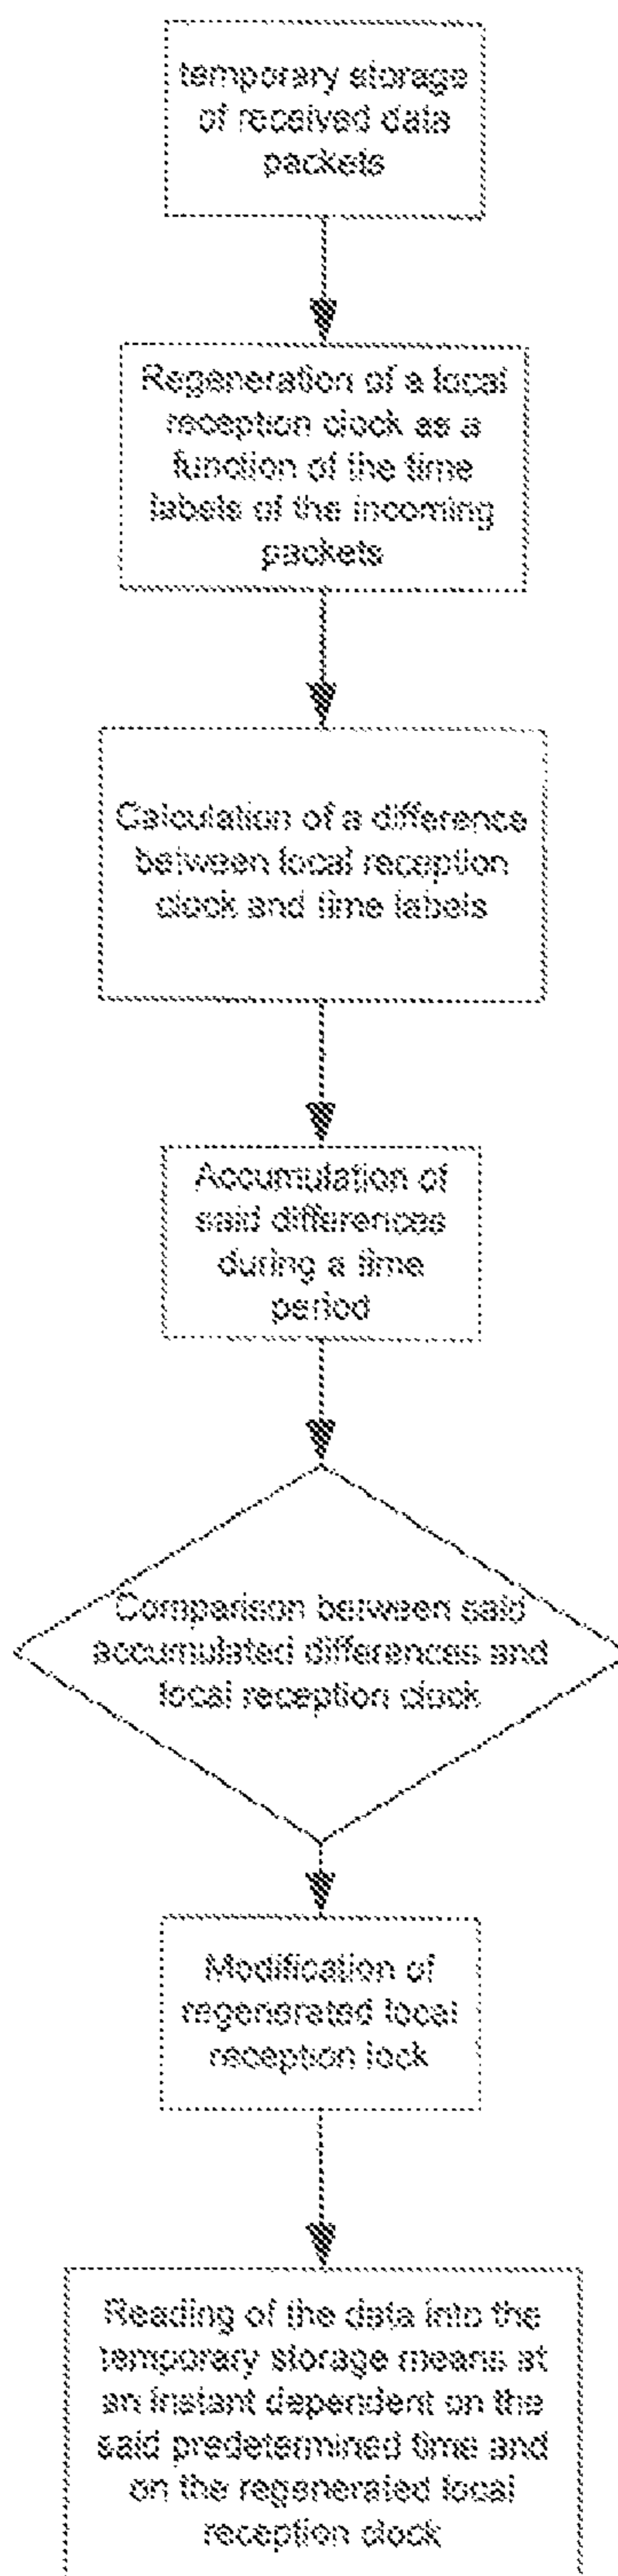 temporary storage
of received data
packets
Regeneration of a local
reception clock as a
function of the time
labels of the incoming
packets
Calculation of a difference
between local reception
clock and time labels
Accumulation of
said differences
during a time
period
Comparison between said
accumulated differences and
local reception clock
Modification of
regenerated local
reception lock
Reading of the data into the
temporary storage means at
an instant dependent on the
said predetermined time and
on the regenerated local
reception clock